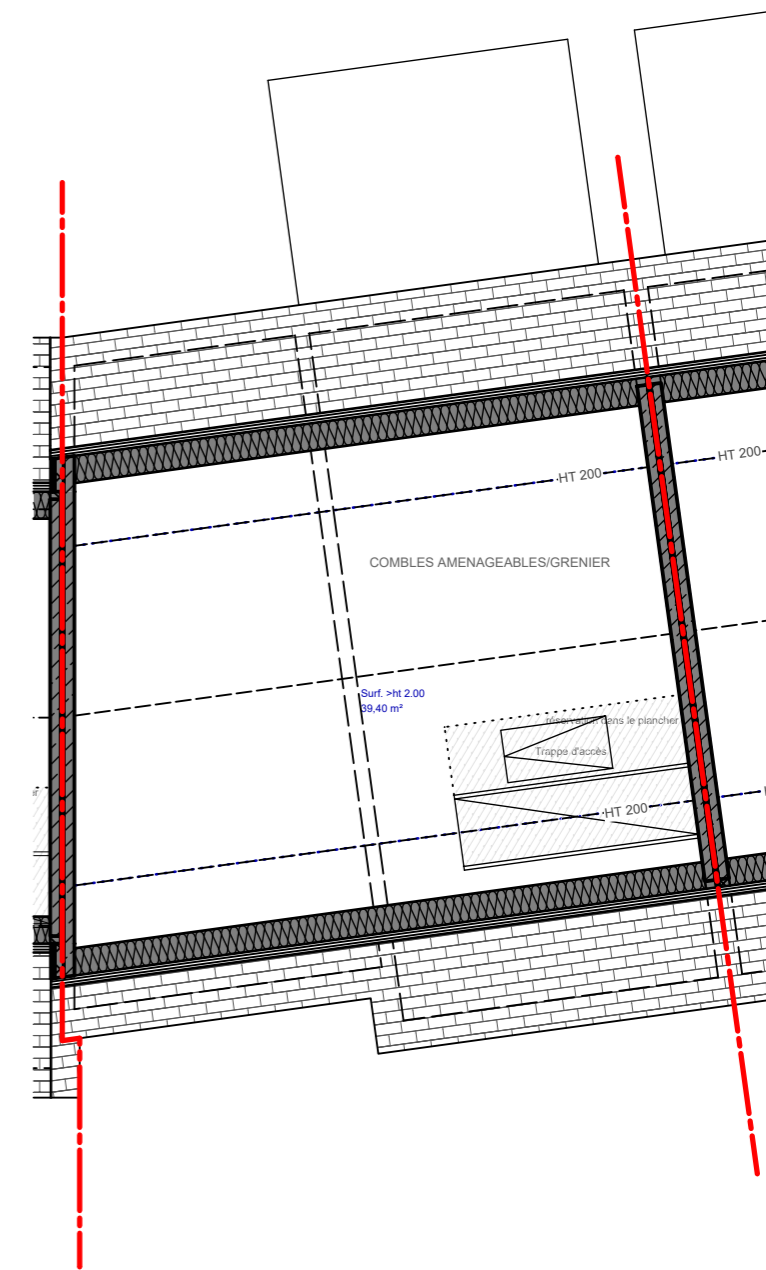 HT 200
HT 200
COMBLES AMENAGEABLES/GRENIER
Surf. >ht 2.00
39,40 m²
réservation dans le plancher
Trappe d'accès
HT 200